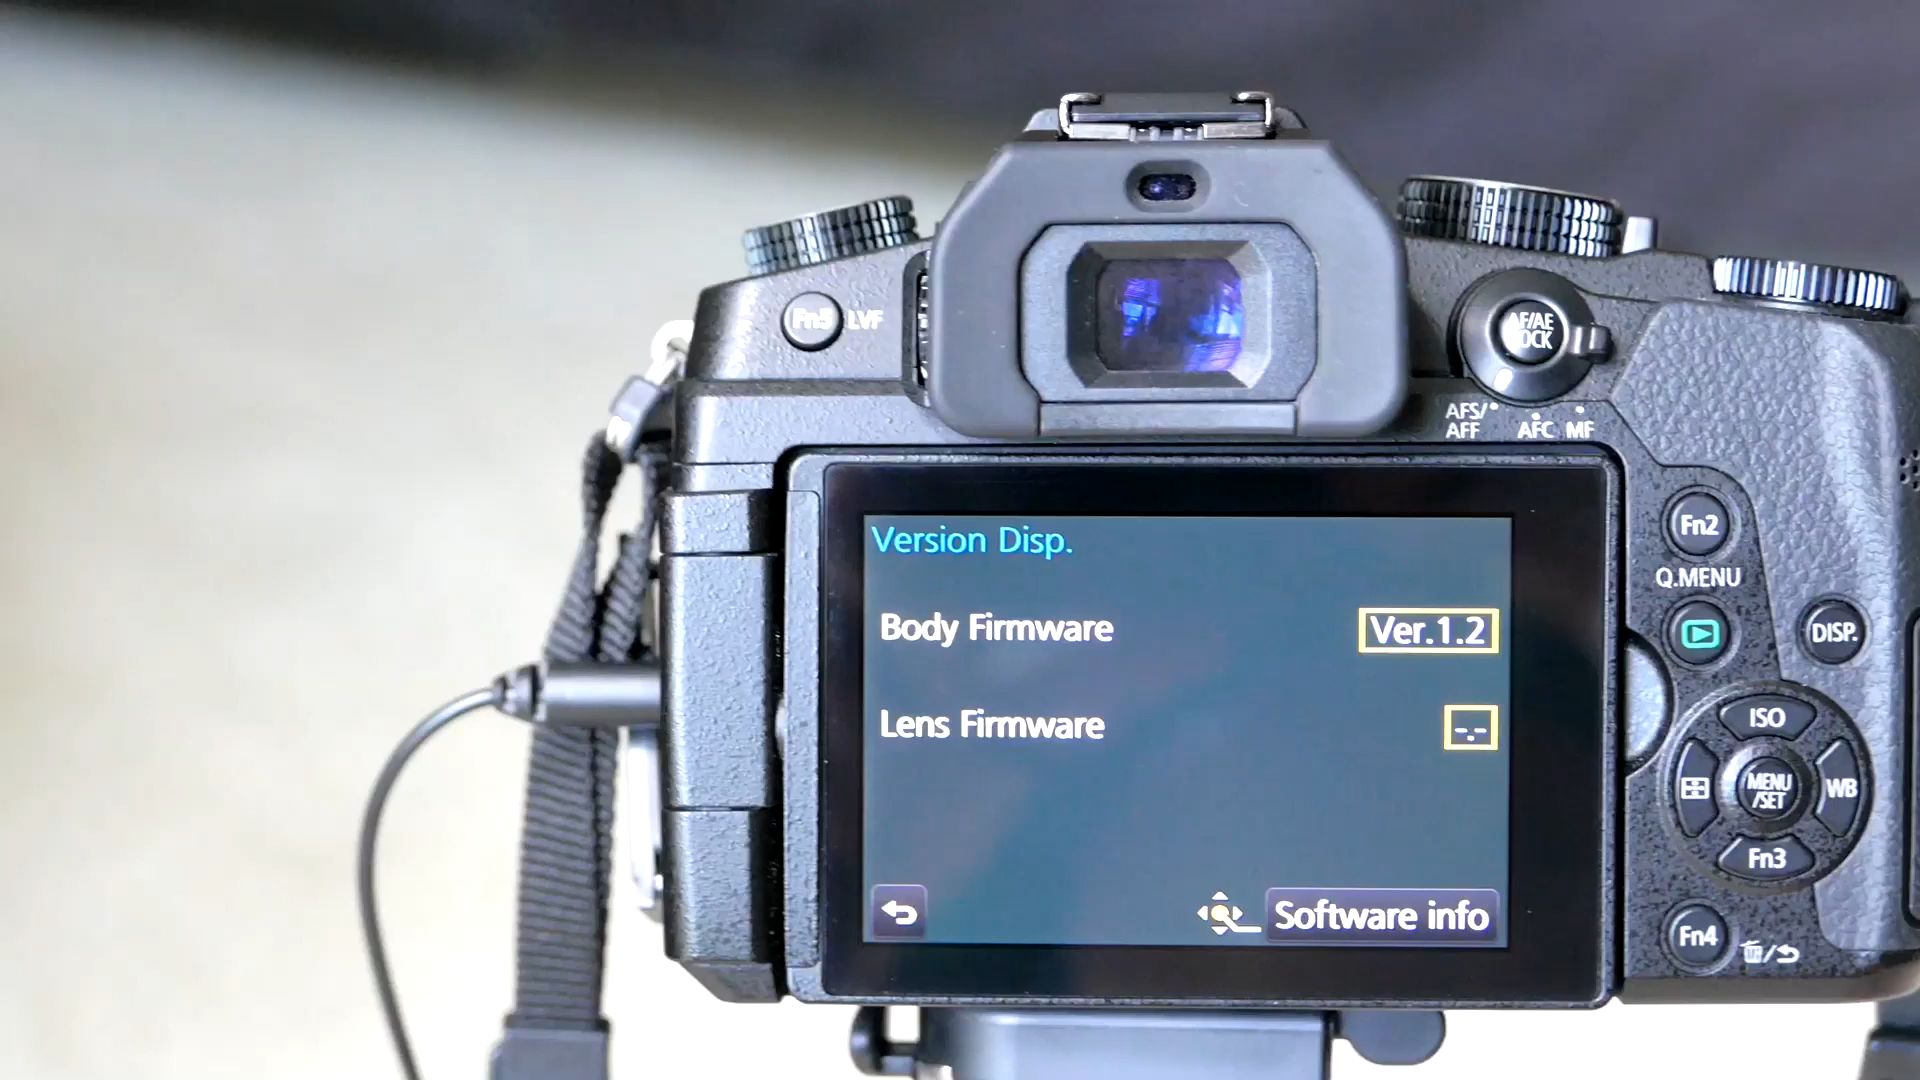 Fn5 LVF
AF/AE
LOCK
AFS/
AFF AFC MF
Fn2
Q.MENU
DISP.
ISO
MENU
/SET
WB
Fn3
Fn4
Version Disp.
Body Firmware Ver.1.2
Lens Firmware -.-
Software info